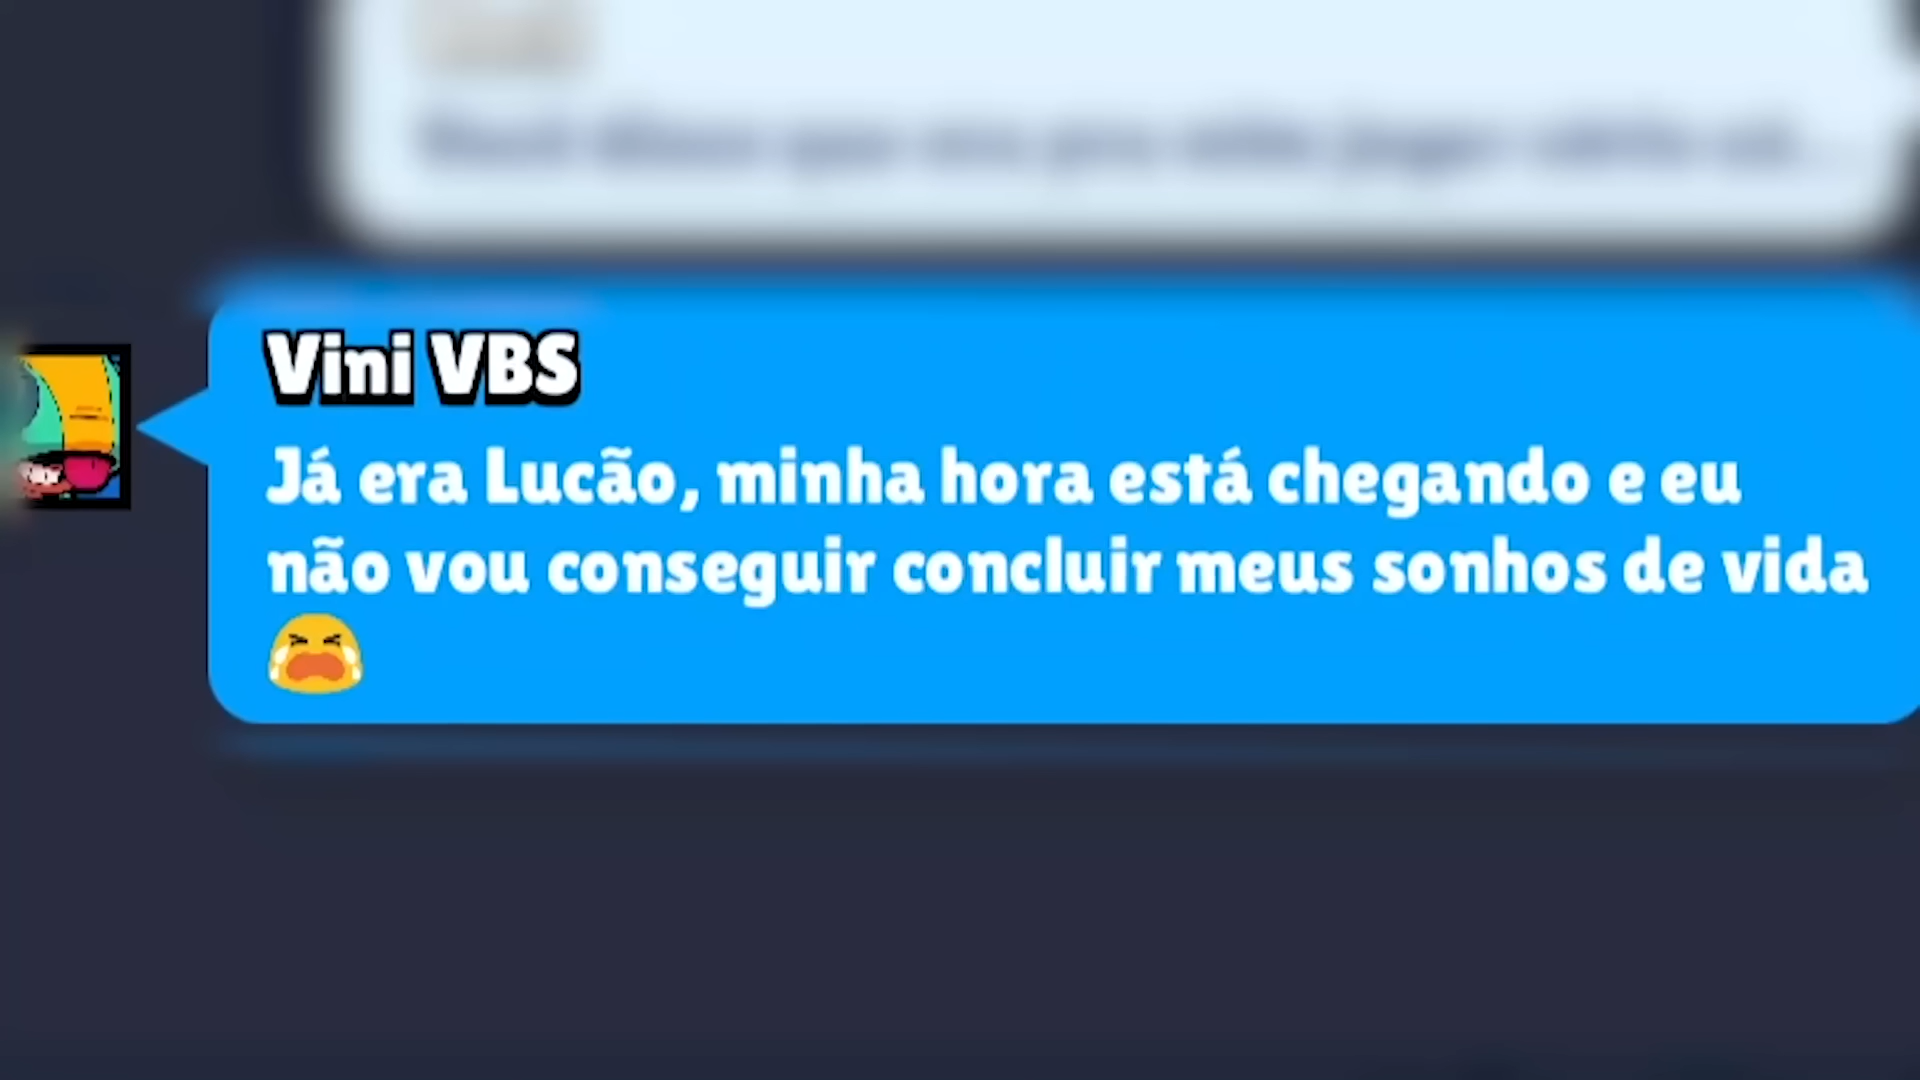 Vini VBS
Já era Lucão, minha hora está chegando e eu
não vou conseguir concluir meus sonhos de vida
😭